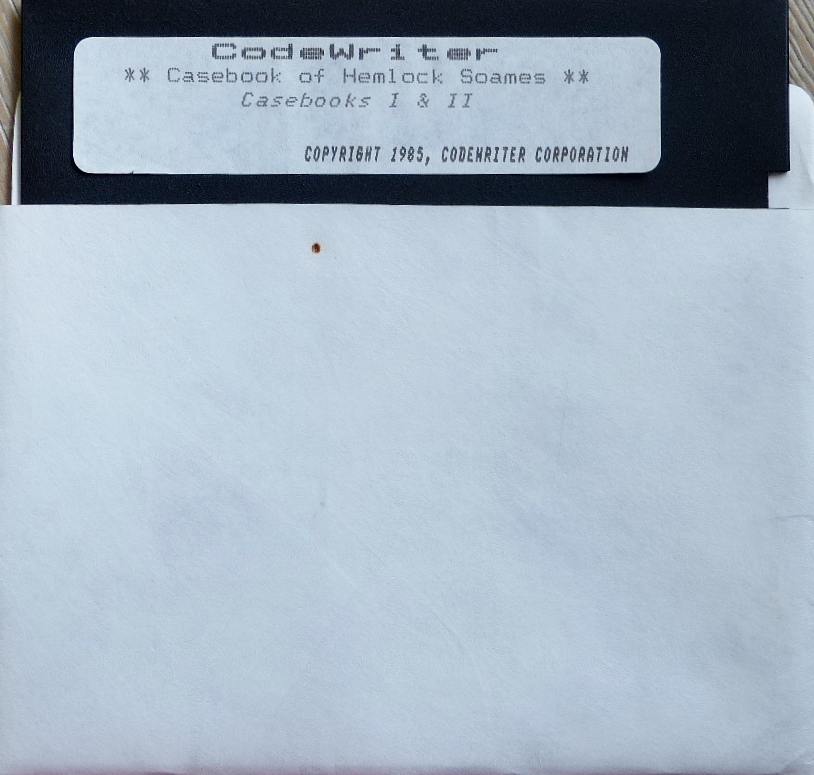 CodeWriter
** Casebook of Hemlock Soames **
Casebooks I & II
COPYRIGHT 1985, CODEWRITER CORPORATION